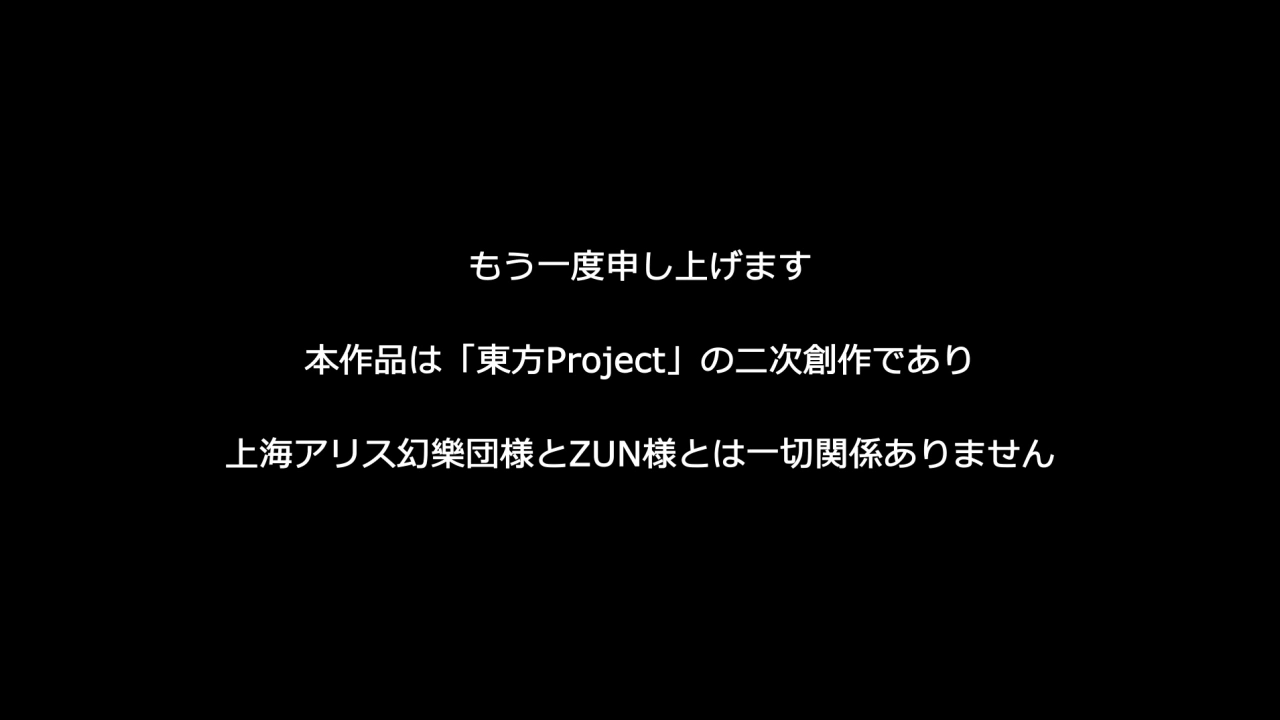 もう一度申し上げます
本作品は「東方Project」の二次創作であり
上海アリス幻樂団様とZUN様とは一切関係ありません